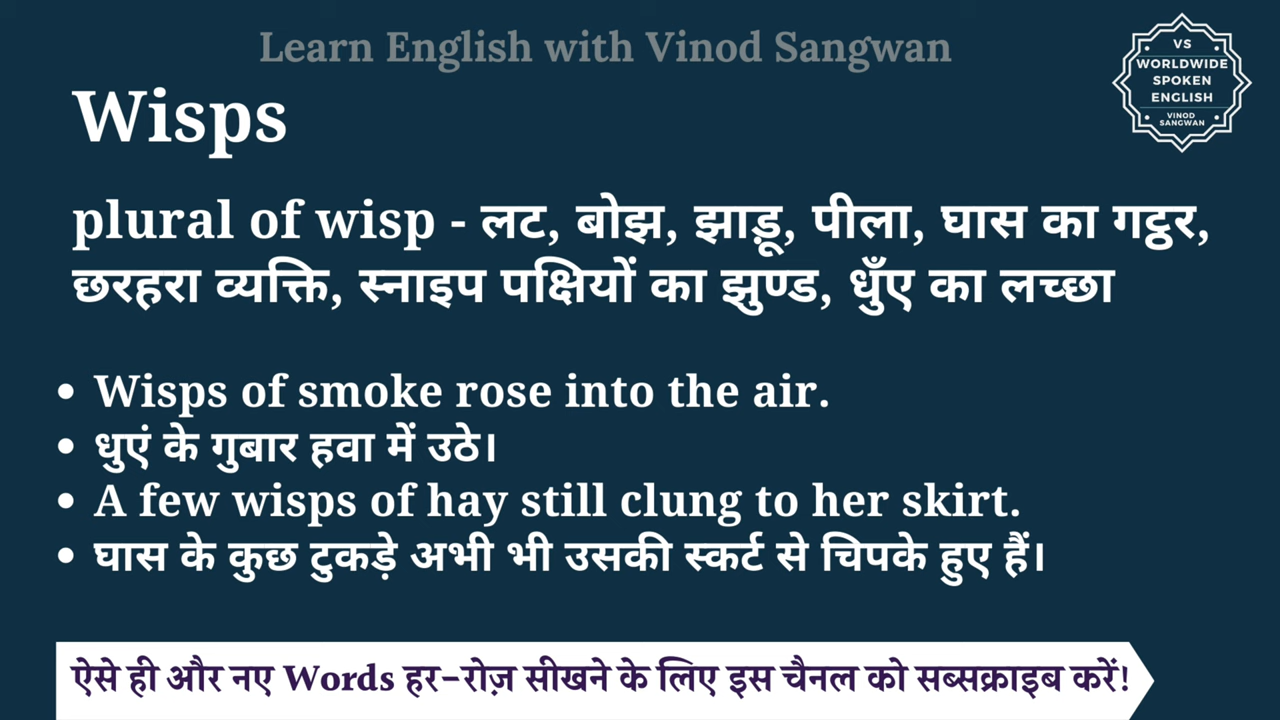 Learn English with Vinod Sangwan
VS
WORLDWIDE
SPOKEN
ENGLISH
VINOD
SANGWAN
Wisps
plural of wisp - लट, बोझ, झाड़ू, पीला, घास का गट्ठर,
छरहरा व्यक्ति, स्नाइप पक्षियों का झुण्ड, धुँए का लच्छा
• Wisps of smoke rose into the air.
• धुएं के गुबार हवा में उठे।
• A few wisps of hay still clung to her skirt.
• घास के कुछ टुकड़े अभी भी उसकी स्कर्ट से चिपके हुए हैं।
ऐसे ही और नए Words हर-रोज़ सीखने के लिए इस चैनल को सब्सक्राइब करें!